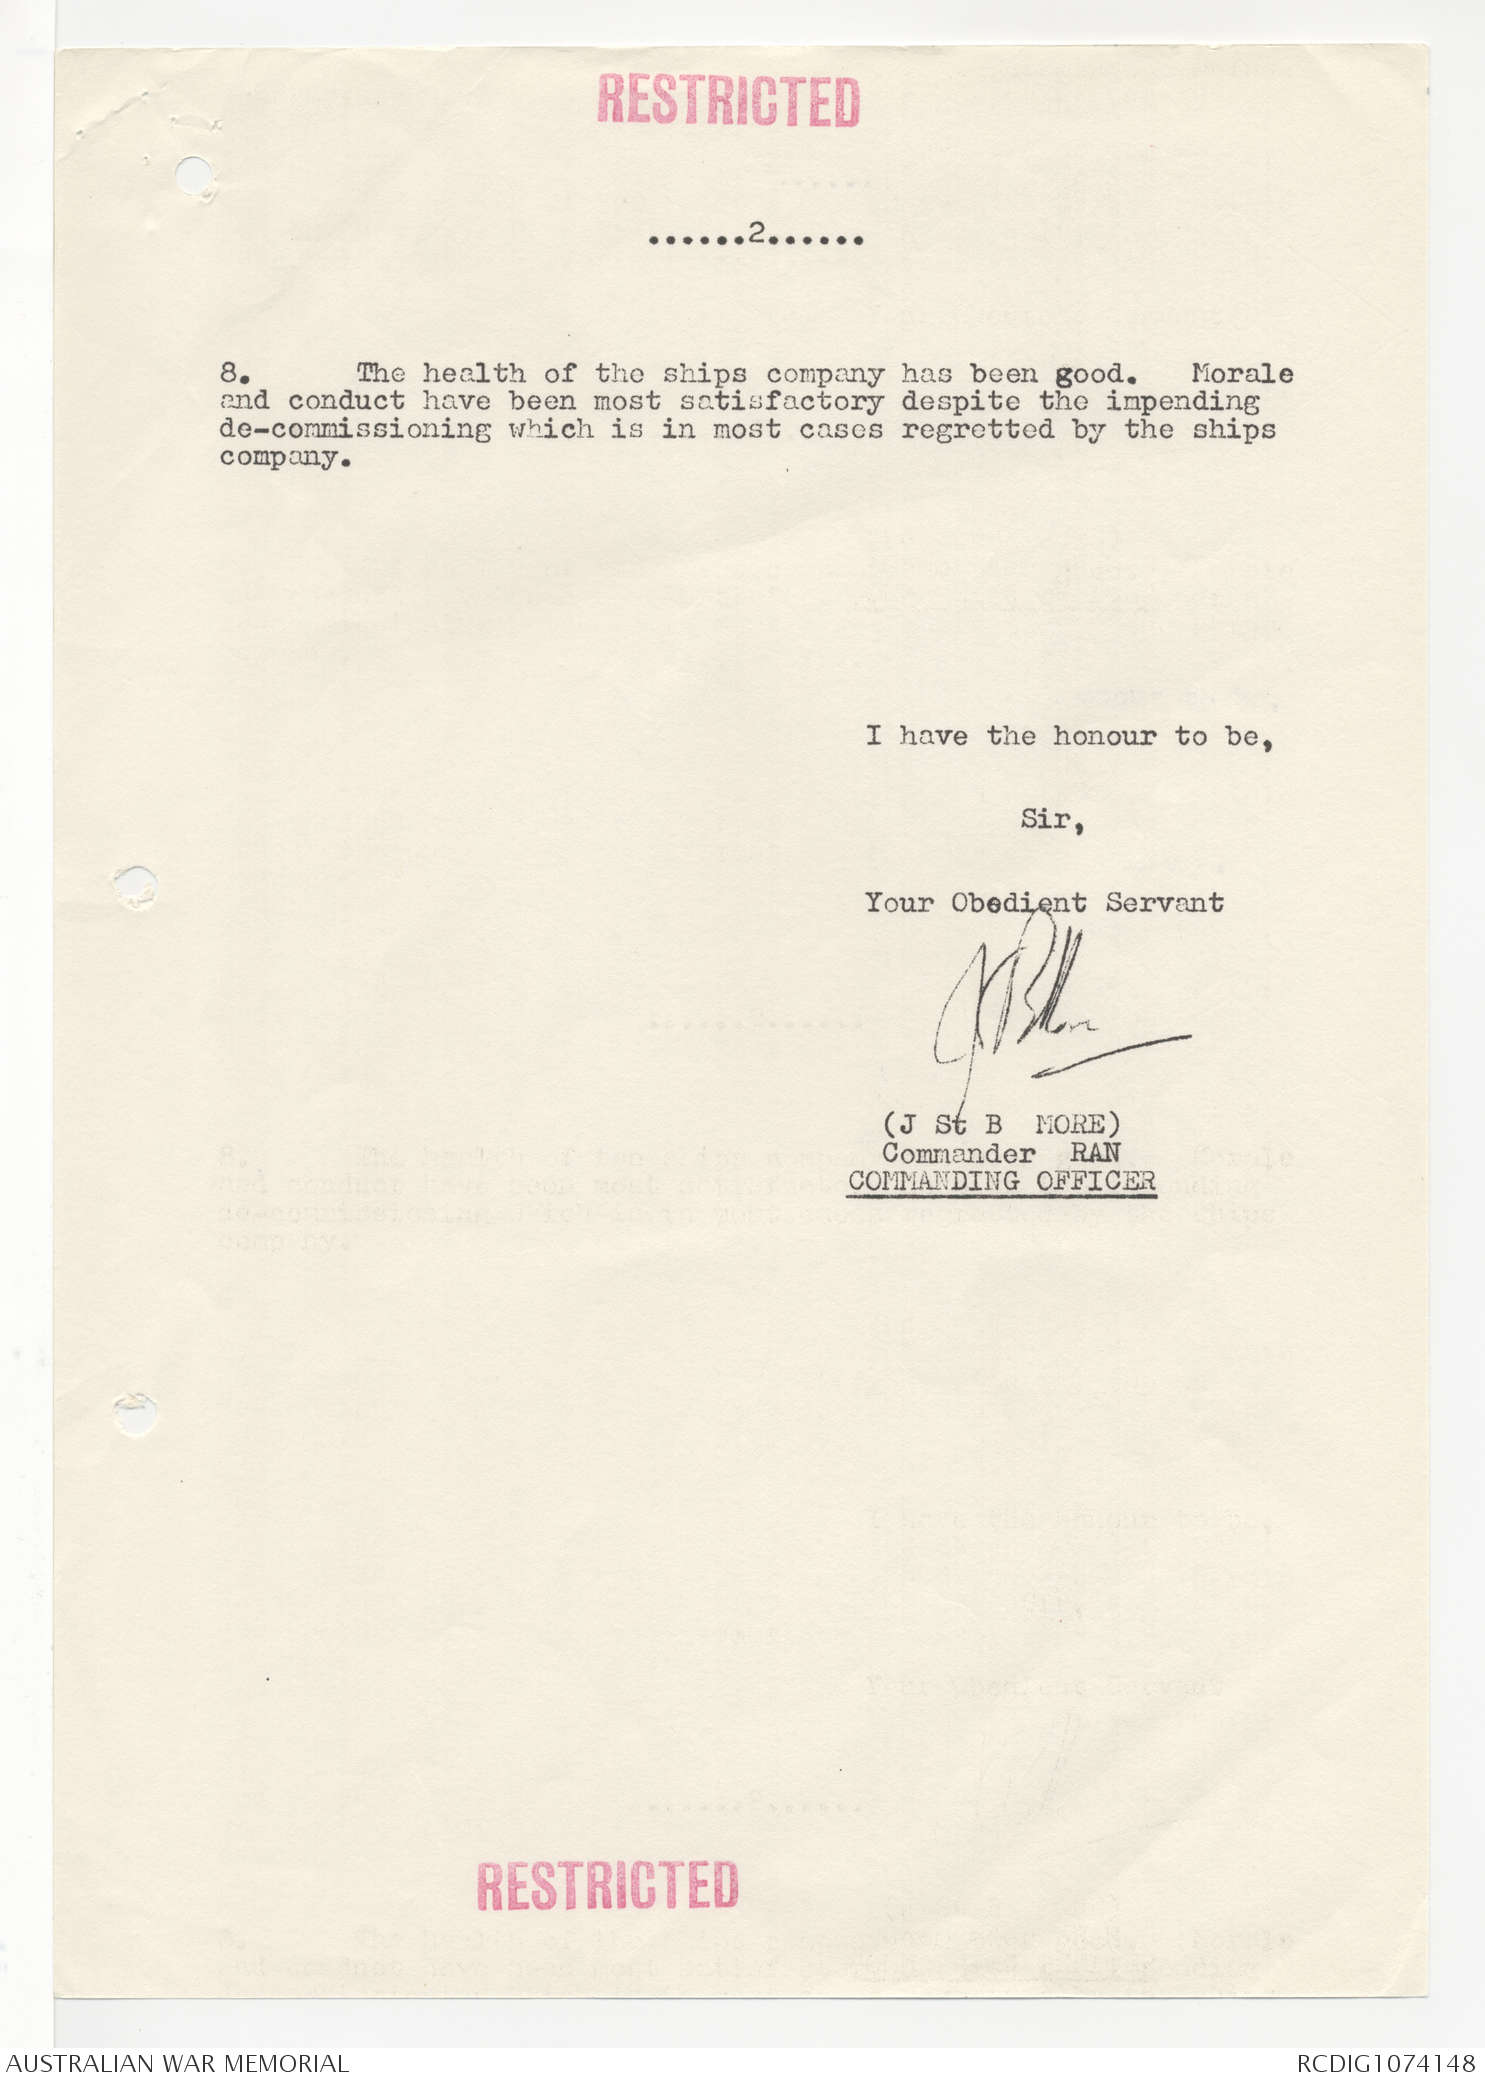 RESTRICTED
......2......
8. The health of the ships company has been good. Morale
and conduct have been most satisfactory despite the impending
de-commissioning which is in most cases regretted by the ships
company.
I have the honour to be,
Sir,
Your Obedient Servant
(J St B MORE)
Commander RAN
COMMANDING OFFICER
RESTRICTED
AUSTRALIAN WAR MEMORIAL
RCDIG1074148